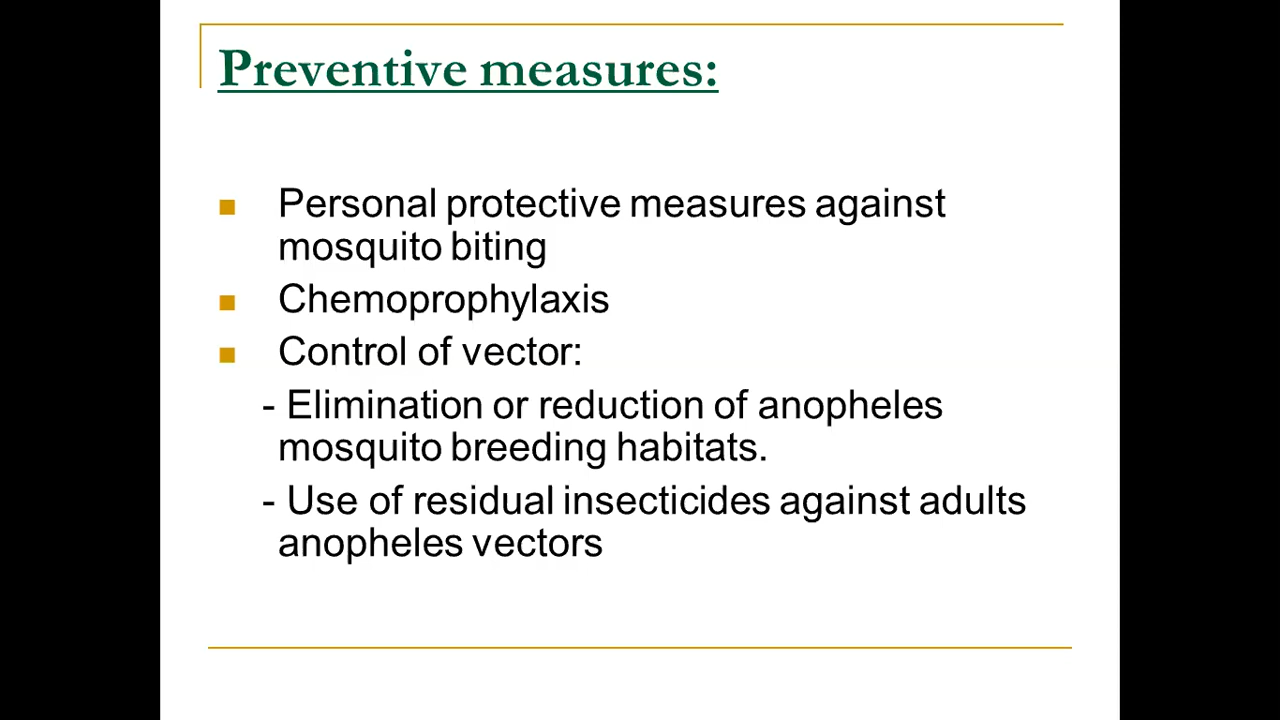 Preventive measures:
Personal protective measures against
mosquito biting
Chemoprophylaxis
Control of vector:
- Elimination or reduction of anopheles
mosquito breeding habitats.
- Use of residual insecticides against adults
anopheles vectors